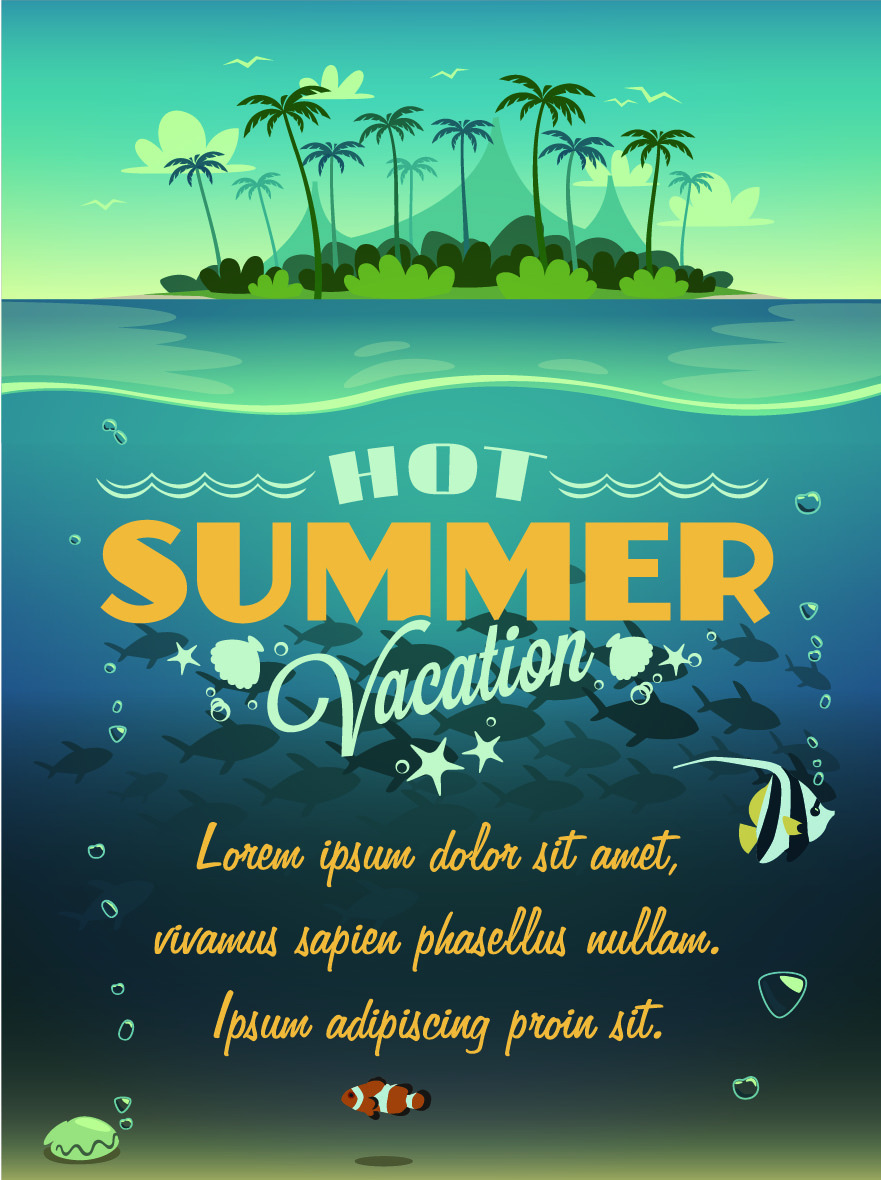 HOT
SUMMER
Vacation
Lorem ipsum dolor sit amet,
vivamus sapien phasellus nullam.
Ipsum adipiscing proin sit.